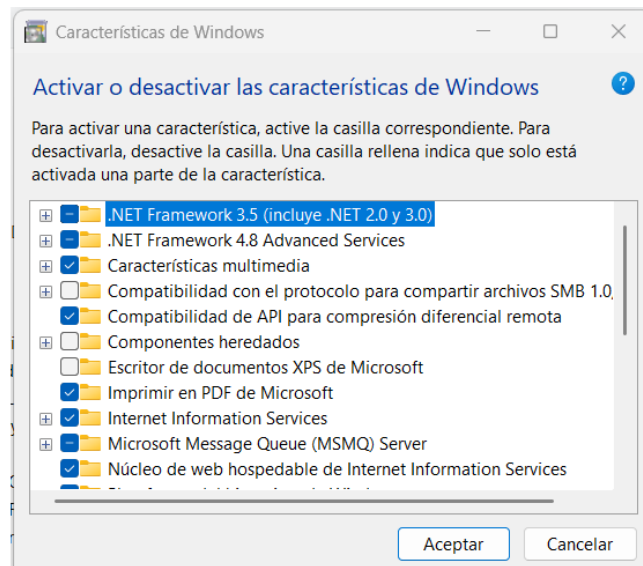 Características de Windows
Activar o desactivar las características de Windows
Para activar una característica, active la casilla correspondiente. Para
desactivarla, desactive la casilla. Una casilla rellena indica que solo está
activada una parte de la característica.
.NET Framework 3.5 (incluye .NET 2.0 y 3.0)
.NET Framework 4.8 Advanced Services
Características multimedia
Compatibilidad con el protocolo para compartir archivos SMB 1.0,
Compatibilidad de API para compresión diferencial remota
Componentes heredados
Escritor de documentos XPS de Microsoft
Imprimir en PDF de Microsoft
Internet Information Services
Microsoft Message Queue (MSMQ) Server
Núcleo de web hospedable de Internet Information Services
Aceptar
Cancelar